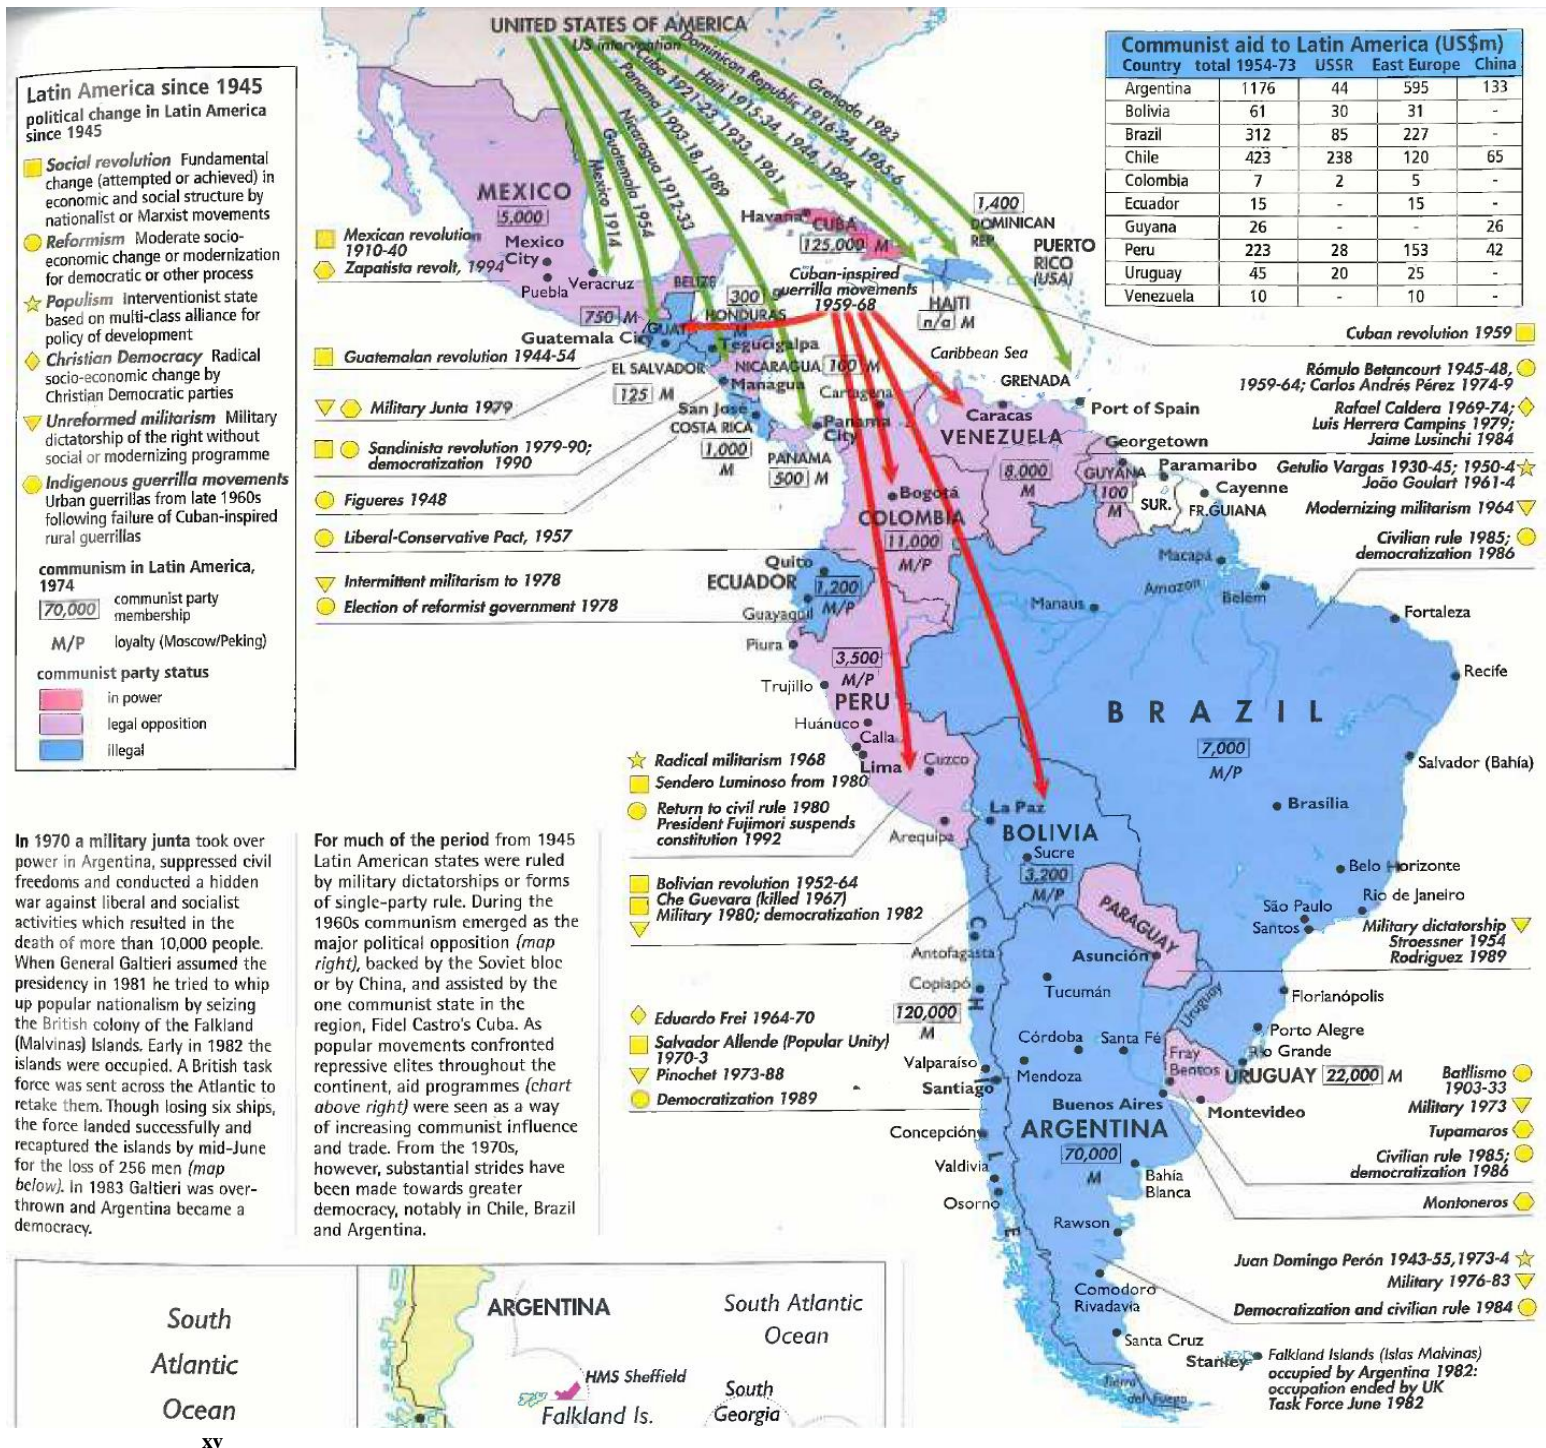 UNITED STATES OF AMERICA
US intervention
Mexico 1914
Guatemala 1954
Nicaragua 1912-33
Panama 1903-18, 1989
Cuba 1921-23, 1933, 1961
Haiti 1915-34, 1944, 1994
Dominican Republic 1916-24, 1965-6
Grenada 1983
Communist aid to Latin America (US$m)
Country total 1954-73 USSR East Europe China
Argentina 1176 44 595 133
Bolivia 61 30 31 -
Brazil 312 85 227 -
Chile 423 238 120 65
Colombia 7 2 5 -
Ecuador 15 - 15 -
Guyana 26 - - 26
Peru 223 28 153 42
Uruguay 45 20 25 -
Venezuela 10 - 10 -
Latin America since 1945
political change in Latin America
since 1945
Social revolution Fundamental
change (attempted or achieved) in
economic and social structure by
nationalist or Marxist movements
Reformism Moderate socio-
economic change or modernization
for democratic or other process
Populism Interventionist state
based on multi-class alliance for
policy of development
Christian Democracy Radical
socio-economic change by
Christian Democratic parties
Unreformed militarism Military
dictatorship of the right without
social or modernizing programme
Indigenous guerrilla movements
Urban guerrillas from late 1960s
following failure of Cuban-inspired
rural guerrillas
communism in Latin America,
1974
70,000 communist party
membership
M/P loyalty (Moscow/Peking)
communist party status
in power
legal opposition
illegal
MEXICO
5,000
Mexico
City
Puebla
Veracruz
Mexican revolution
1910-40
Zapatista revolt, 1994
Guatemalan revolution 1944-54
Military Junta 1979
Sandinista revolution 1979-90;
democratization 1990
Figueres 1948
Liberal-Conservative Pact, 1957
Intermittent militarism to 1978
Election of reformist government 1978
Havana
CUBA
125,000 M
Cuban-inspired
guerrilla movements
1959-68
1,400
DOMINICAN
REP.
PUERTO
RICO
(USA)
HAITI
n/a M
BELIZE
750 M
GUAT.
Guatemala City
300
HONDURAS
M
Tegucigalpa
EL SALVADOR
125 M
NICARAGUA 100 M
Managua
San José
COSTA RICA
1,000
M
PANAMA
500 M
Panama
City
Cartagena
Caribbean Sea
GRENADA
Port of Spain
Caracas
VENEZUELA
8,000
M
Georgetown
GUYANA
100
M
Paramaribo
SUR.
Cayenne
FR.GUIANA
Bogotá
COLOMBIA
11,000
M/P
Quito
ECUADOR
1,200
M/P
Guayaquil
Piura
Trujillo
Huánuco
Calla
Lima
Cuzco
Arequipa
3,500
M/P
PERU
Macapá
Amazon
Belém
Manaus
Fortaleza
Recife
BRAZIL
7,000
M/P
Salvador (Bahía)
Brasília
Belo Horizonte
Rio de Janeiro
São Paulo
Santos
Florianópolis
Porto Alegre
Rio Grande
Cuban revolution 1959
Rómulo Betancourt 1945-48,
1959-64; Carlos Andrés Pérez 1974-9
Rafael Caldera 1969-74;
Luis Herrera Campins 1979;
Jaime Lusinchi 1984
Getulio Vargas 1930-45; 1950-4
João Goulart 1961-4
Modernizing militarism 1964
Civilian rule 1985;
democratization 1986
Radical militarism 1968
Sendero Luminoso from 1980
Return to civil rule 1980
President Fujimori suspends
constitution 1992
Bolivian revolution 1952-64
Che Guevara (killed 1967)
Military 1980; democratization 1982
La Paz
BOLIVIA
Sucre
3,200
M/P
PARAGUAY
Asunción
Military dictatorship
Stroessner 1954
Rodriguez 1989
Eduardo Frei 1964-70
Salvador Allende (Popular Unity)
1970-3
Pinochet 1973-88
Democratization 1989
CHILE
120,000
M
Antofagasta
Copiapó
Valparaíso
Santiago
Concepción
Valdivia
Osorno
Tucumán
Córdoba
Santa Fé
Mendoza
Buenos Aires
ARGENTINA
70,000
M
Bahía
Blanca
Rawson
Comodoro
Rivadavia
Santa Cruz
Tierra
del Fuego
Uruguay
Fray
Bentos
URUGUAY 22,000 M
Montevideo
Batllismo
1903-33
Military 1973
Tupamaros
Civilian rule 1985;
democratization 1986
Montoneros
Juan Domingo Perón 1943-55,1973-4
Military 1976-83
Democratization and civilian rule 1984
Stanley
Falkland Islands (Islas Malvinas)
occupied by Argentina 1982:
occupation ended by UK
Task Force June 1982
In 1970 a military junta took over
power in Argentina, suppressed civil
freedoms and conducted a hidden
war against liberal and socialist
activities which resulted in the
death of more than 10,000 people.
When General Galtieri assumed the
presidency in 1981 he tried to whip
up popular nationalism by seizing
the British colony of the Falkland
(Malvinas) Islands. Early in 1982 the
islands were occupied. A British task
force was sent across the Atlantic to
retake them. Though losing six ships,
the force landed successfully and
recaptured the islands by mid-June
for the loss of 256 men (map
below). In 1983 Galtieri was over-
thrown and Argentina became a
democracy.
For much of the period from 1945
Latin American states were ruled
by military dictatorships or forms
of single-party rule. During the
1960s communism emerged as the
major political opposition (map
right), backed by the Soviet bloc
or by China, and assisted by the
one communist state in the
region, Fidel Castro's Cuba. As
popular movements confronted
repressive elites throughout the
continent, aid programmes (chart
above right) were seen as a way
of increasing communist influence
and trade. From the 1970s,
however, substantial strides have
been made towards greater
democracy, notably in Chile, Brazil
and Argentina.
South
Atlantic
Ocean
ARGENTINA
South Atlantic
Ocean
HMS Sheffield
Falkland Is.
South
Georgia
xv